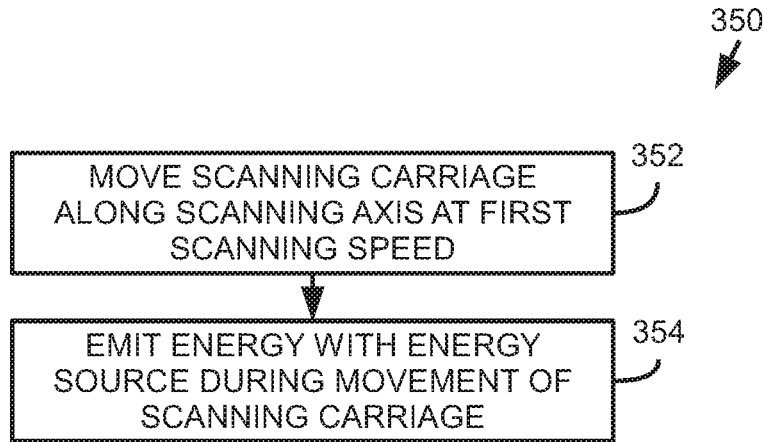 350
MOVE SCANNING CARRIAGE
ALONG SCANNING AXIS AT FIRST
SCANNING SPEED
352
EMIT ENERGY WITH ENERGY
SOURCE DURING MOVEMENT OF
SCANNING CARRIAGE
354